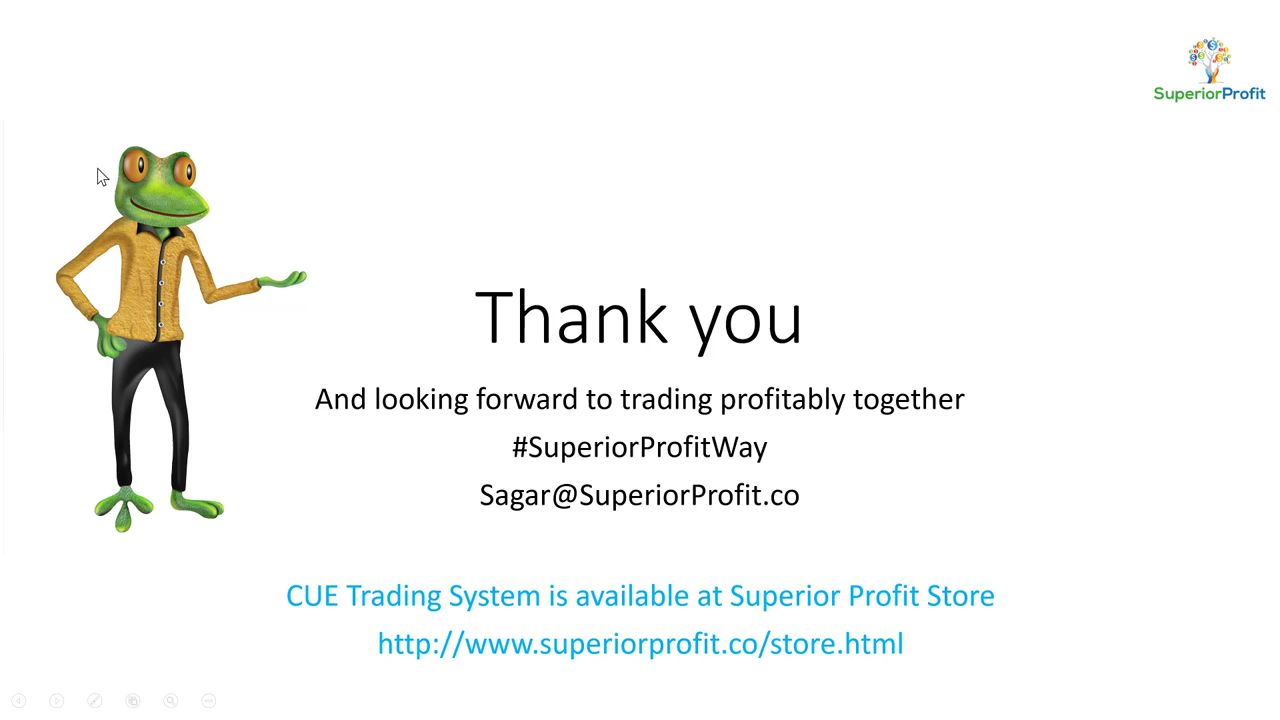 SuperiorProfit
Thank you
And looking forward to trading profitably together
#SuperiorProfitWay
Sagar@SuperiorProfit.co
CUE Trading System is available at Superior Profit Store
http://www.superiorprofit.co/store.html